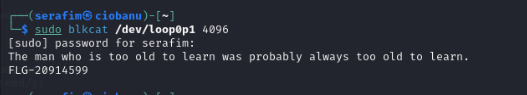 (serafim㉿ciobanu)-[~]
$ sudo blkcat /dev/loop0p1 4096
[sudo] password for serafim:
The man who is too old to learn was probably always too old to learn.
FLG-20914599